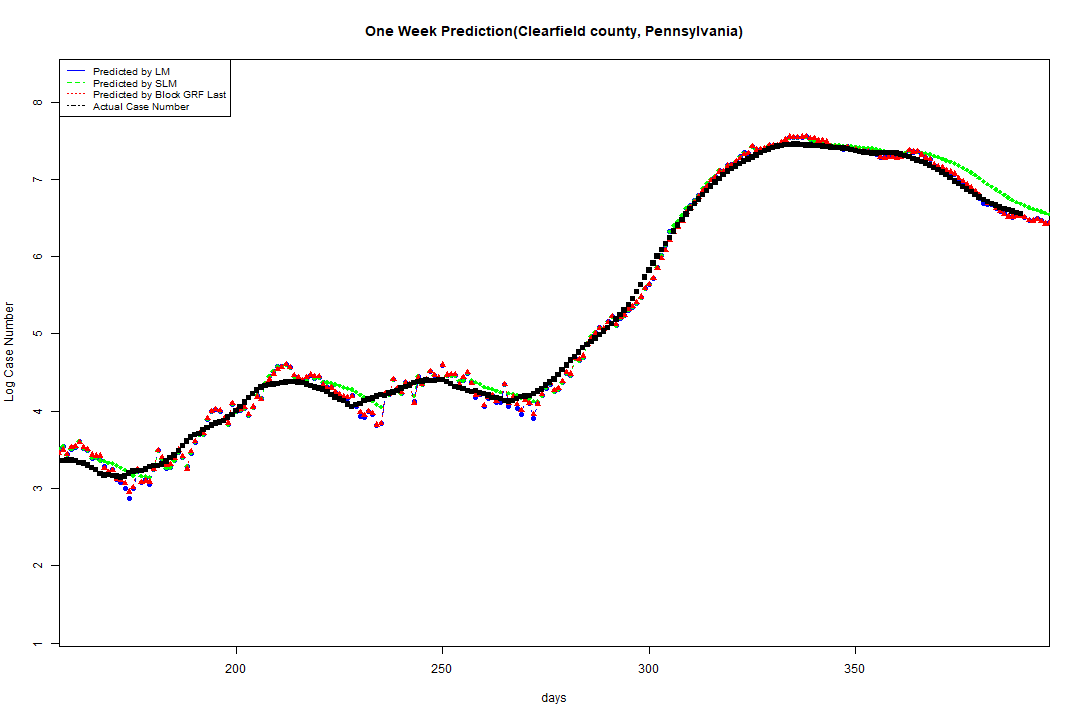 One Week Prediction(Clearfield county, Pennsylvania)
Predicted by LM
Predicted by SLM
Predicted by Block GRF Last
Actual Case Number
8
7
6
5
4
3
2
1
Log Case Number
200 250 300 350
days